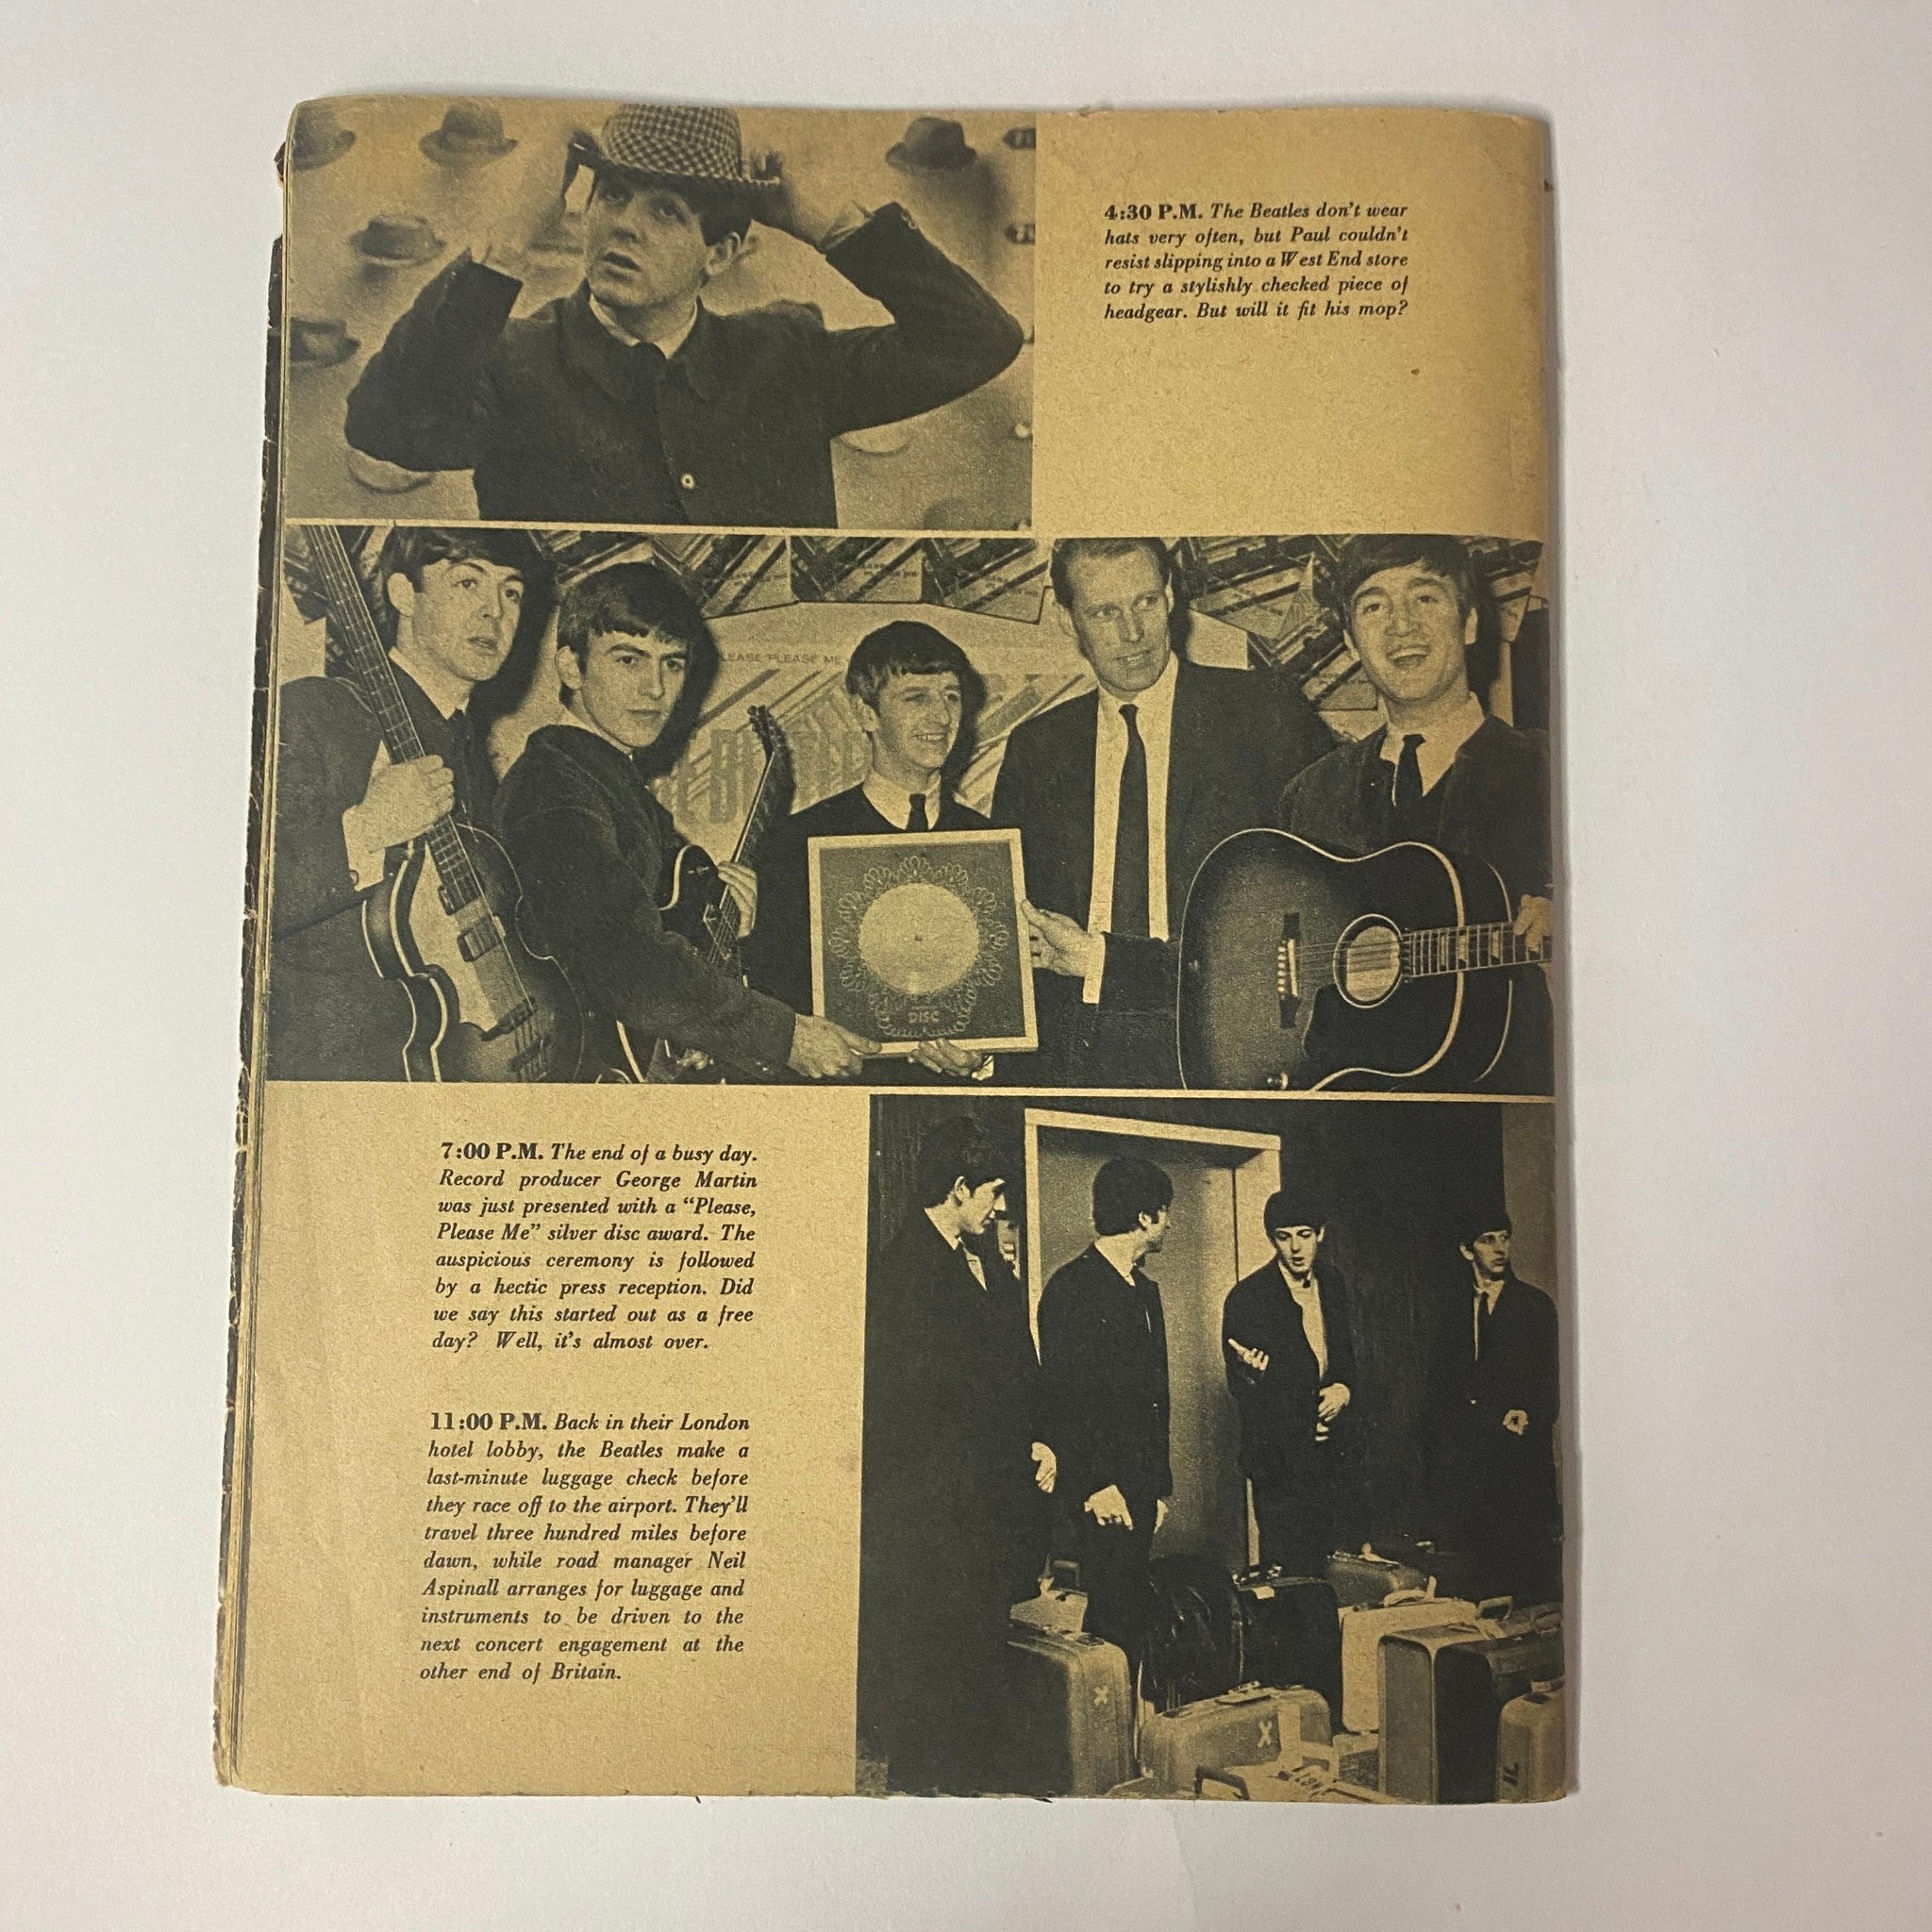 4:30 P.M. The Beatles don't wear
hats very often, but Paul couldn't
resist slipping into a West End store
to try a stylishly checked piece of
headgear. But will it fit his mop?
LEASE PLEASE ME
DISC
7:00 P.M. The end of a busy day.
Record producer George Martin
was just presented with a “Please,
Please Me” silver disc award. The
auspicious ceremony is followed
by a hectic press reception. Did
we say this started out as a free
day? Well, it's almost over.
11:00 P.M. Back in their London
hotel lobby, the Beatles make a
last-minute luggage check before
they race off to the airport. They'll
travel three hundred miles before
dawn, while road manager Neil
Aspinall arranges for luggage and
instruments to be driven to the
next concert engagement at the
other end of Britain.
X
X